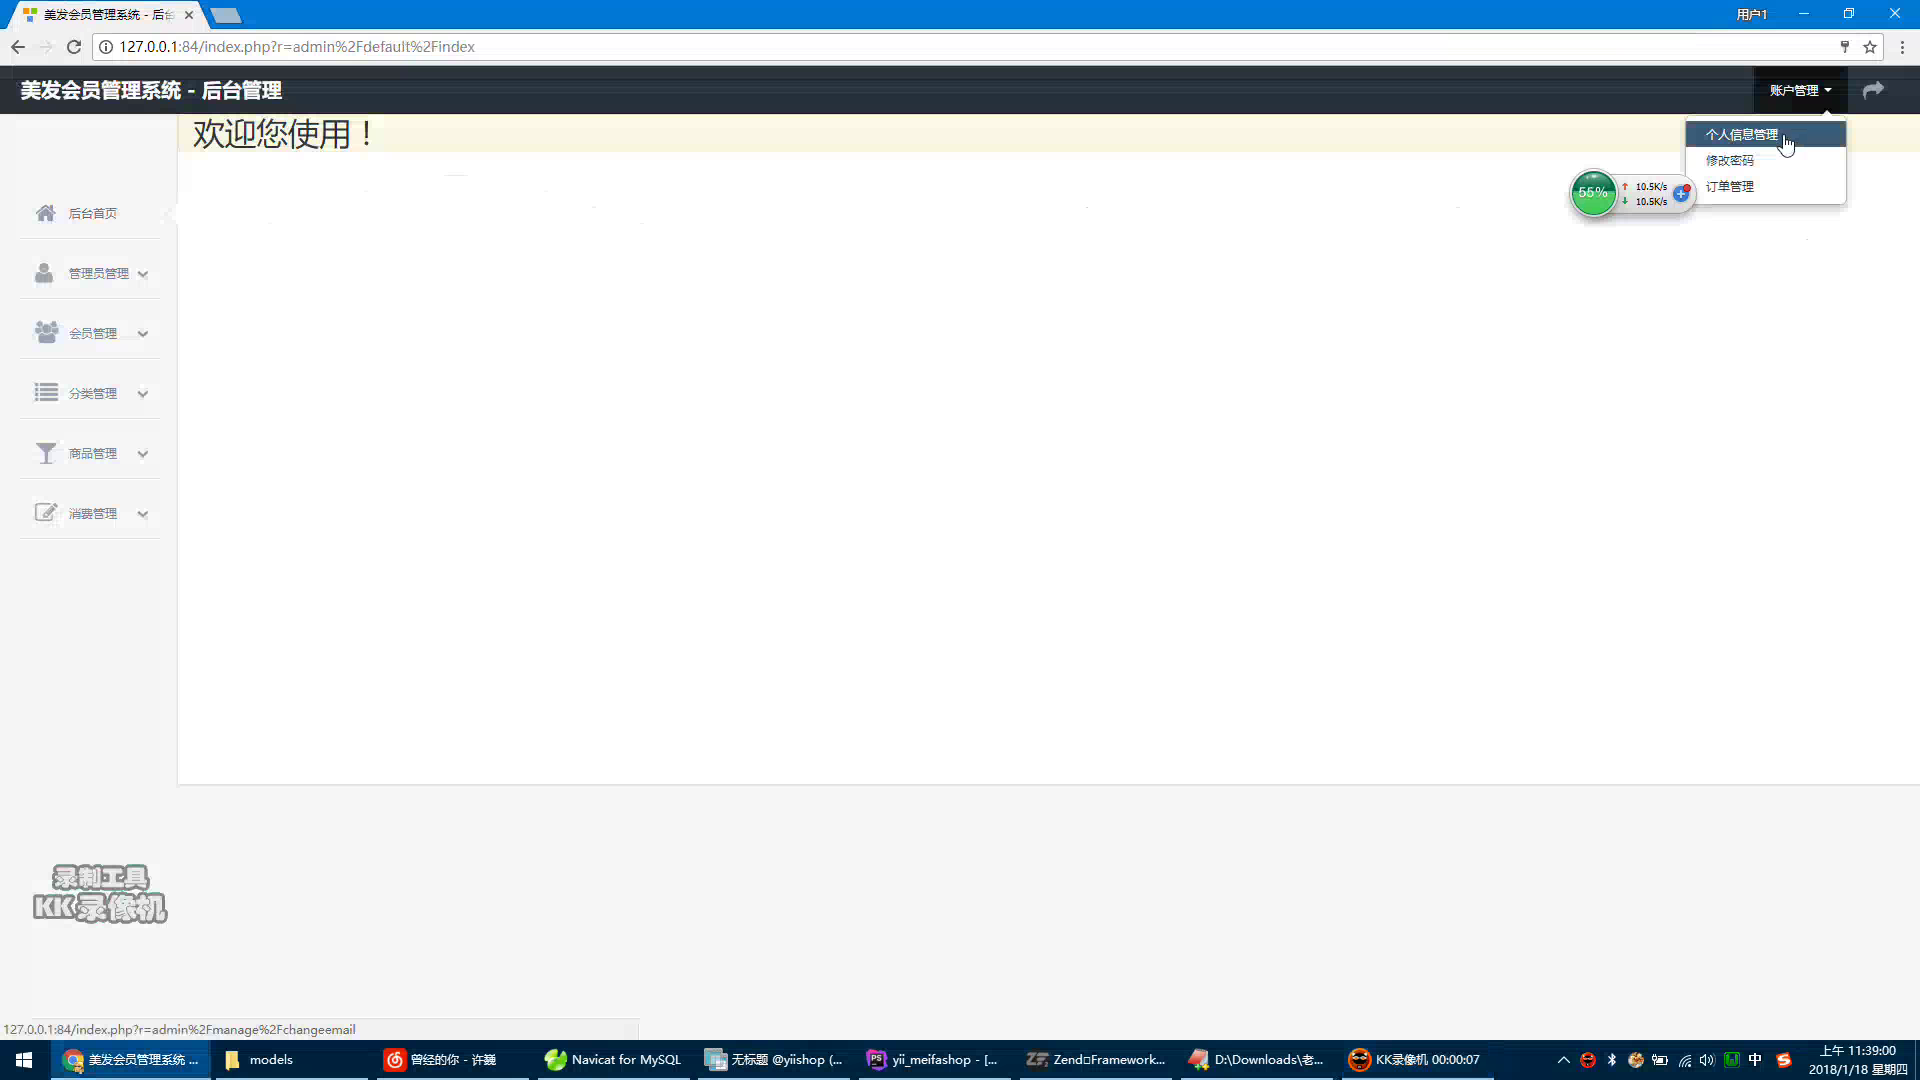 美发会员管理系统 - 后台
用户1
127.0.0.1:84/index.php?r=admin%2Fdefault%2Findex
美发会员管理系统 - 后台管理
账户管理
欢迎您使用！
个人信息管理
修改密码
订单管理
55%
10.5K/s
10.5K/s
后台首页
管理员管理
会员管理
分类管理
商品管理
消费管理
录制工具
KK录像机
127.0.0.1:84/index.php?r=admin%2Fmanage%2Fchangeemail
美发会员管理系统 ...
models
曾经的你 - 许巍
Navicat for MySQL
无标题 @yiishop (...
yii_meifashop - [...
Zend□Framework...
D:\Downloads\老...
KK录像机 00:00:07
中
上午 11:39:00
2018/1/18 星期四